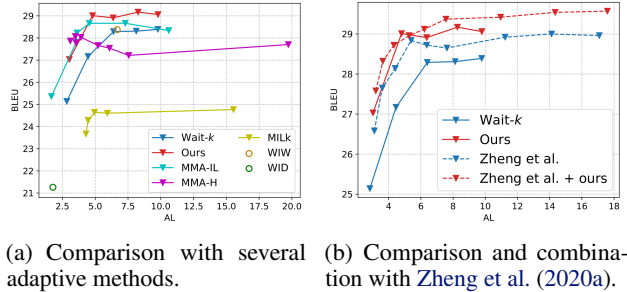 29
28
27
26
25
24
23
22
21
BLEU
2.5 5.0 7.5 10.0 12.5 15.0 17.5 20.0
AL
Wait-k
Ours
MMA-IL
MMA-H
MILk
WIW
WID
(a) Comparison with several
adaptive methods.
29
28
27
26
25
BLEU
4 6 8 10 12 14 16 18
AL
Wait-k
Ours
Zheng et al.
Zheng et al. + ours
(b) Comparison and combina-
tion with Zheng et al. (2020a).